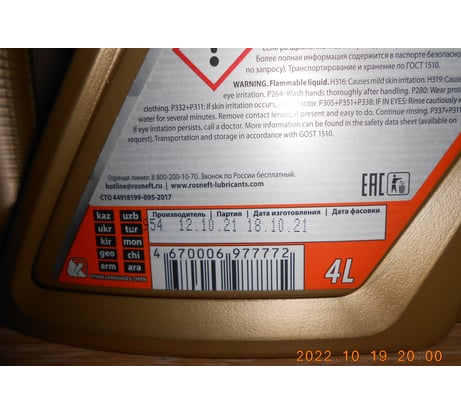 Более полная информация содержится в паспорте безопасно
по запросу). Транспортирование и хранение по ГОСТ 1510.
WARNING. Flammable liquid. H316: Causes mild skin irritation. H319: Cau
eye irritation. P264: Wash hands thoroughly after handling. P280: Wear prote
clothing. P332+P311: If skin irritation occurs, call a doctor. P305+P351+P338: IF IN EYES: Rinse cautiously w
water for several minutes. Remove contact lenses, if present and easy to do. Continue rinsing. P337+P311
If eye irritation persists, call a doctor. More information can be found in the safety data sheet (available on
request). Transportation and storage in accordance with GOST 1510.
Горячая линия: 8-800-200-10-70. Звонок по России бесплатный.
hotline@rosneft.ru, www.rosneft-lubricants.com
СТО 44918199-095-2017
EAC
kaz uzb
ukr tur
kir mon
geo chi
arm ara
OTHER LANGUAGES: OPEN
Производитель | Партия | Дата изготовления | Дата фасовки
354 12.10.21 18.10.21
4 670006 977772
4L
2022.10.19 20:00